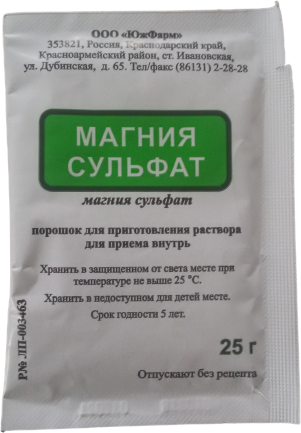 ООО «ЮжФарм»
353821, Россия, Краснодарский край,
Красноармейский район, ст. Ивановская,
ул. Дубинская, д. 65. Тел/факс (86131) 2-28-28
МАГНИЯ
СУЛЬФАТ
магния сульфат
порошок для приготовления раствора
для приема внутрь
Хранить в защищенном от света месте при
температуре не выше 25 °С.
Хранить в недоступном для детей месте.
Срок годности 5 лет.
Р№ ЛП-003463
25 г
Отпускают без рецепта